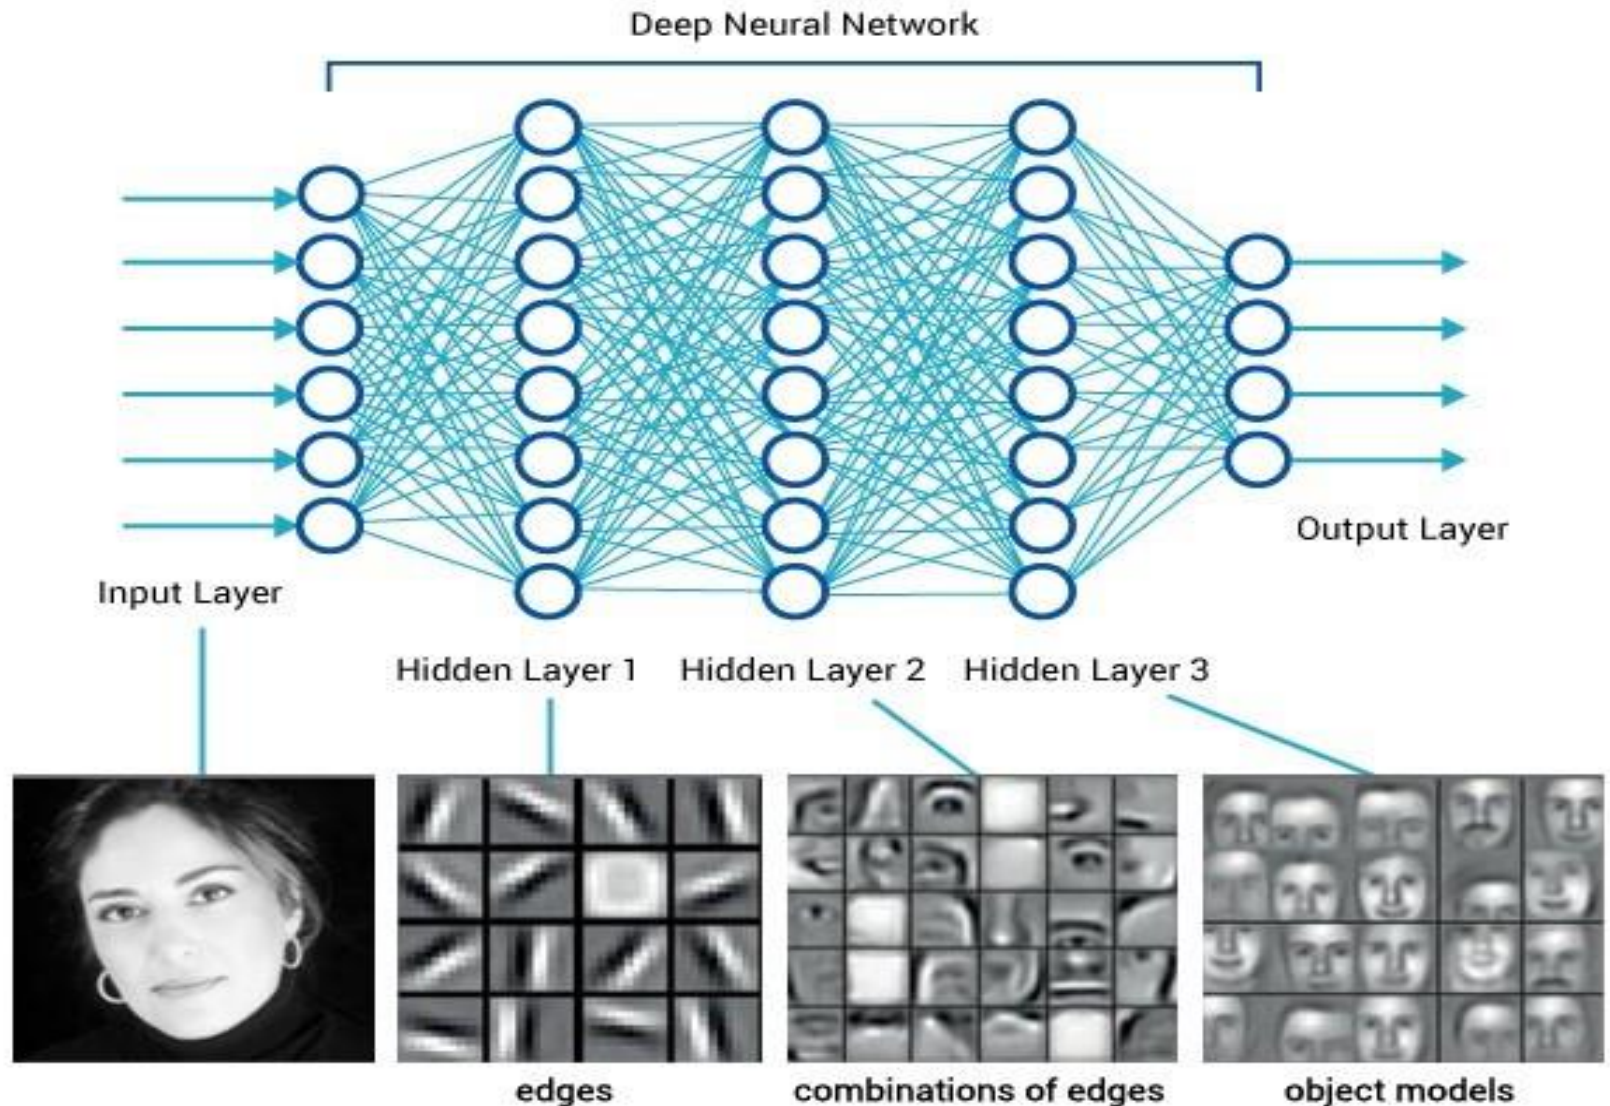 Deep Neural Network
Input Layer
Output Layer
Hidden Layer 1
Hidden Layer 2
Hidden Layer 3
edges
combinations of edges
object models